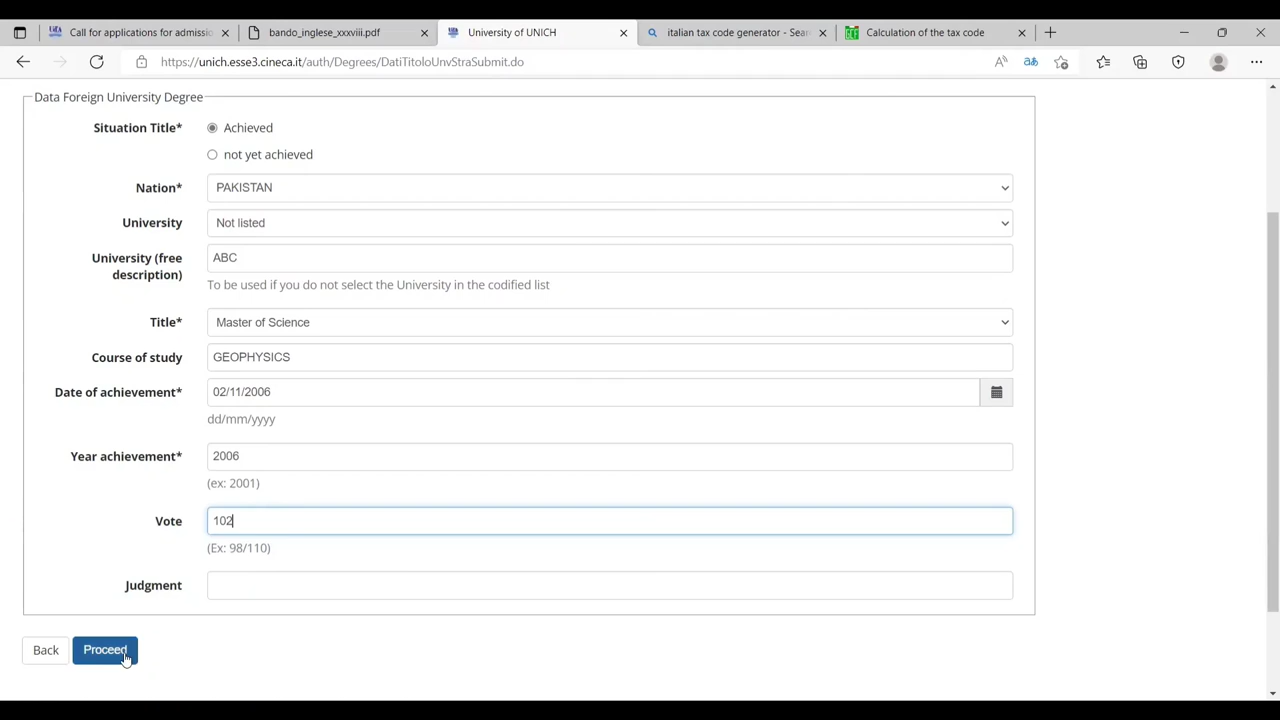 Call for applications for admissio
bando_inglese_xxxviii.pdf
University of UNICH
italian tax code generator - Sear
Calculation of the tax code
https://unich.esse3.cineca.it/auth/Degrees/DatiTitoloUnvStraSubmit.do
Data Foreign University Degree
Situation Title* Achieved
not yet achieved
Nation* PAKISTAN
University Not listed
University (free description) ABC
To be used if you do not select the University in the codified list
Title* Master of Science
Course of study GEOPHYSICS
Date of achievement* 02/11/2006
dd/mm/yyyy
Year achievement* 2006
(ex: 2001)
Vote 102
(Ex: 98/110)
Judgment
Back Proceed